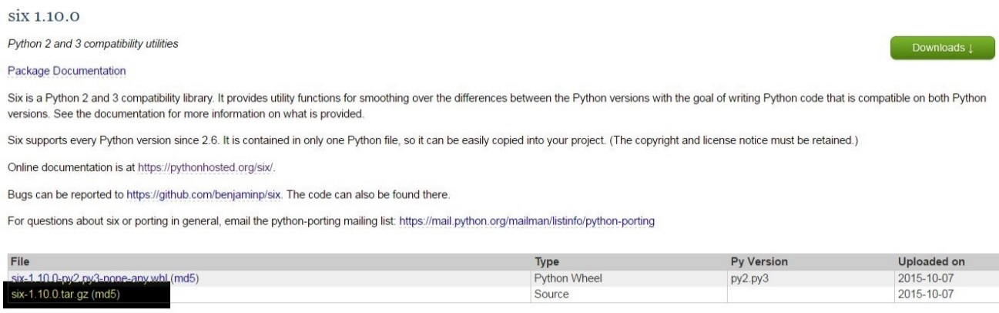 six 1.10.0
Python 2 and 3 compatibility utilities
Downloads ↓
Package Documentation
Six is a Python 2 and 3 compatibility library. It provides utility functions for smoothing over the differences between the Python versions with the goal of writing Python code that is compatible on both Python
versions. See the documentation for more information on what is provided.
Six supports every Python version since 2.6. It is contained in only one Python file, so it can be easily copied into your project. (The copyright and license notice must be retained.)
Online documentation is at https://pythonhosted.org/six/.
Bugs can be reported to https://github.com/benjaminp/six. The code can also be found there.
For questions about six or porting in general, email the python-porting mailing list: https://mail.python.org/mailman/listinfo/python-porting
File Type Py Version Uploaded on
six-1.10.0-py2.py3-none-any.whl (md5) Python Wheel py2.py3 2015-10-07
six-1.10.0.tar.gz (md5) Source 2015-10-07